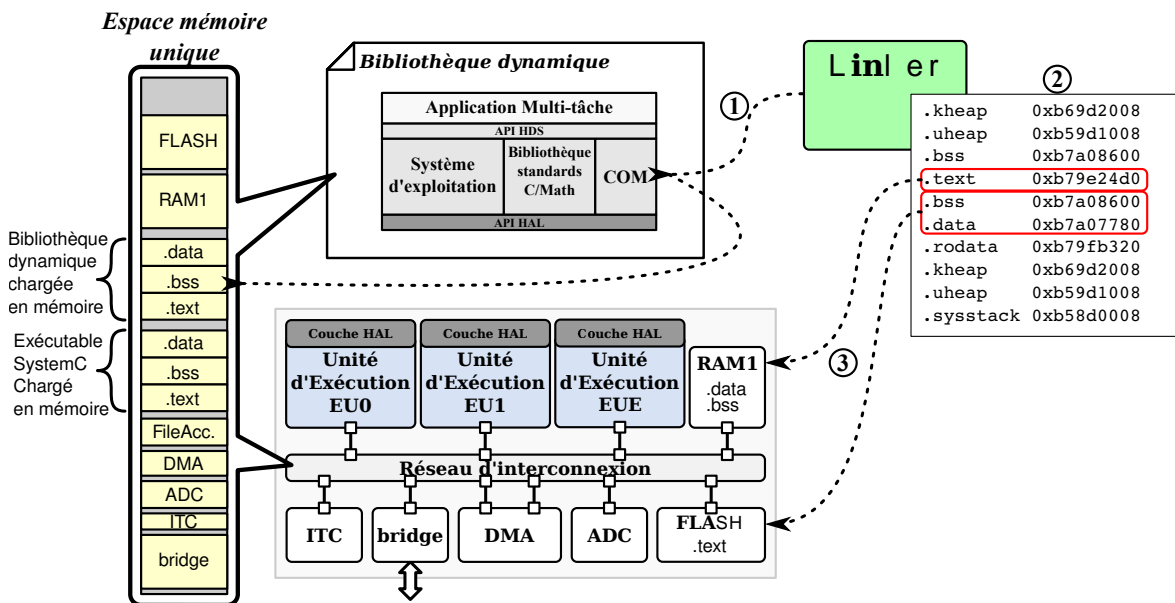 Espace mémoire
unique
FLASH
RAM1
.data
.bss
.text
.data
.bss
.text
FileAcc.
DMA
ADC
ITC
bridge
Bibliothèque
dynamique
chargée
en mémoire
Exécutable
SystemC
Chargé
en mémoire
Bibliothèque dynamique
Application Multi-tâche
API HDS
Système
d'exploitation
Bibliothèque
standards
C/Math
COM
API HAL
1
Linl er
2
.kheap 0xb69d2008
.uheap 0xb59d1008
.bss 0xb7a08600
.text 0xb79e24d0
.bss 0xb7a08600
.data 0xb7a07780
.rodata 0xb79fb320
.kheap 0xb69d2008
.uheap 0xb59d1008
.sysstack 0xb58d0008
3
Couche HAL
Unité
d'Exécution
EU0
Couche HAL
Unité
d'Exécution
EU1
Couche HAL
Unité
d'Exécution
EUE
RAM1
.data
.bss
Réseau d'interconnexion
ITC
bridge
DMA
ADC
FLASH
.text